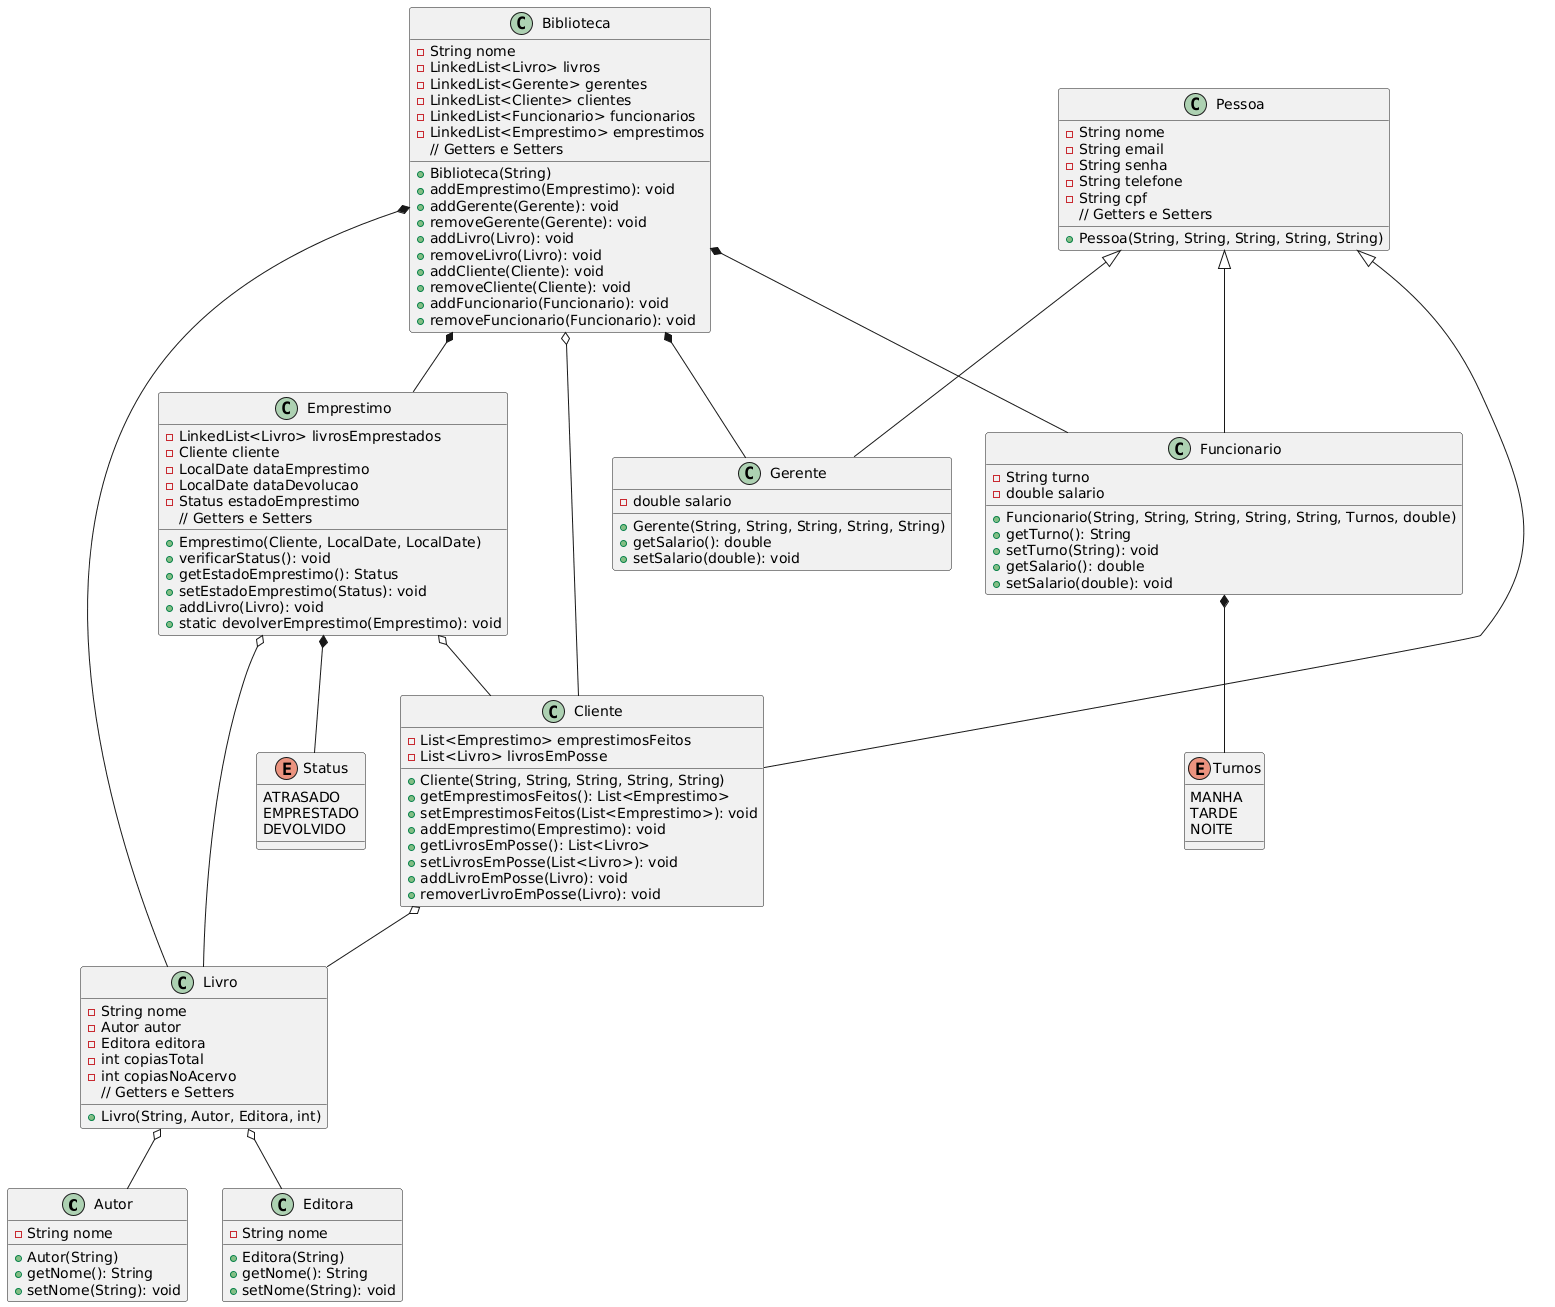 C Biblioteca
String nome
LinkedList<Livro> livros
LinkedList<Gerente> gerentes
LinkedList<Cliente> clientes
LinkedList<Funcionario> funcionarios
LinkedList<Emprestimo> emprestimos
// Getters e Setters
Biblioteca(String)
addEmprestimo(Emprestimo): void
addGerente(Gerente): void
removeGerente(Gerente): void
addLivro(Livro): void
removeLivro(Livro): void
addCliente(Cliente): void
removeCliente(Cliente): void
addFuncionario(Funcionario): void
removeFuncionario(Funcionario): void
C Pessoa
String nome
String email
String senha
String telefone
String cpf
// Getters e Setters
Pessoa(String, String, String, String, String)
C Emprestimo
LinkedList<Livro> livrosEmprestados
Cliente cliente
LocalDate dataEmprestimo
LocalDate dataDevolucao
Status estadoEmprestimo
// Getters e Setters
Emprestimo(Cliente, LocalDate, LocalDate)
verificarStatus(): void
getEstadoEmprestimo(): Status
setEstadoEmprestimo(Status): void
addLivro(Livro): void
static devolverEmprestimo(Emprestimo): void
C Gerente
double salario
Gerente(String, String, String, String, String)
getSalario(): double
setSalario(double): void
C Funcionario
String turno
double salario
Funcionario(String, String, String, String, String, Turnos, double)
getTurno(): String
setTurno(String): void
getSalario(): double
setSalario(double): void
E Status
ATRASADO
EMPRESTADO
DEVOLVIDO
C Cliente
List<Emprestimo> emprestimosFeitos
List<Livro> livrosEmPosse
Cliente(String, String, String, String, String)
getEmprestimosFeitos(): List<Emprestimo>
setEmprestimosFeitos(List<Emprestimo>): void
addEmprestimo(Emprestimo): void
getLivrosEmPosse(): List<Livro>
setLivrosEmPosse(List<Livro>): void
addLivroEmPosse(Livro): void
removerLivroEmPosse(Livro): void
E Turnos
MANHA
TARDE
NOITE
C Livro
String nome
Autor autor
Editora editora
int copiasTotal
int copiasNoAcervo
// Getters e Setters
Livro(String, Autor, Editora, int)
C Autor
String nome
Autor(String)
getNome(): String
setNome(String): void
C Editora
String nome
Editora(String)
getNome(): String
setNome(String): void